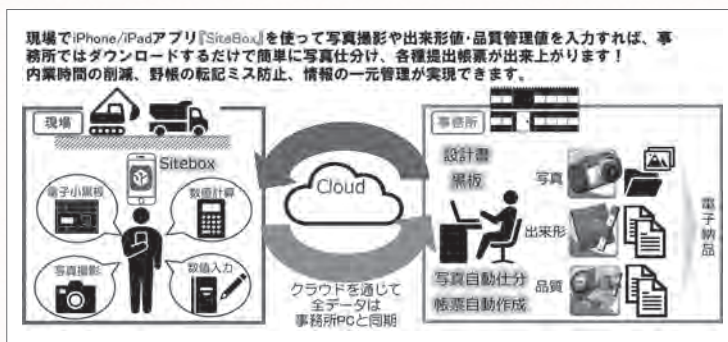 現場でiPhone/iPadアプリ『SiteBox』を使って写真撮影や出来形値・品質管理値を入力すれば、事
務所ではダウンロードするだけで簡単に写真仕分け、各種提出帳票が出来上がります！
内業時間の削減、野帳の転記ミス防止、情報の一元管理が実現できます。
現場
Sitebox
電子小黒板
数値計算
写真撮影
数値入力
Cloud
クラウドを通じて
全データは
事務所PCと同期
事務所
設計書
黒板
写真
出来形
写真自動仕分
品質
帳票自動作成
電子納品